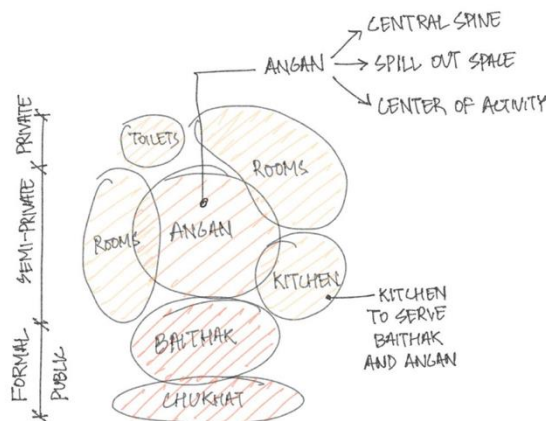 CENTRAL SPINE
ANGAN
SPILL OUT SPACE
CENTER OF ACTIVITY
PRIVATE
TOILETS
ROOMS
SEMI-PRIVATE
ROOMS
ANGAN
KITCHEN
KITCHEN
TO SERVE
BAITHAK
AND ANGAN
FORMAL
PUBLIC
BAITHAK
CHUKHAT